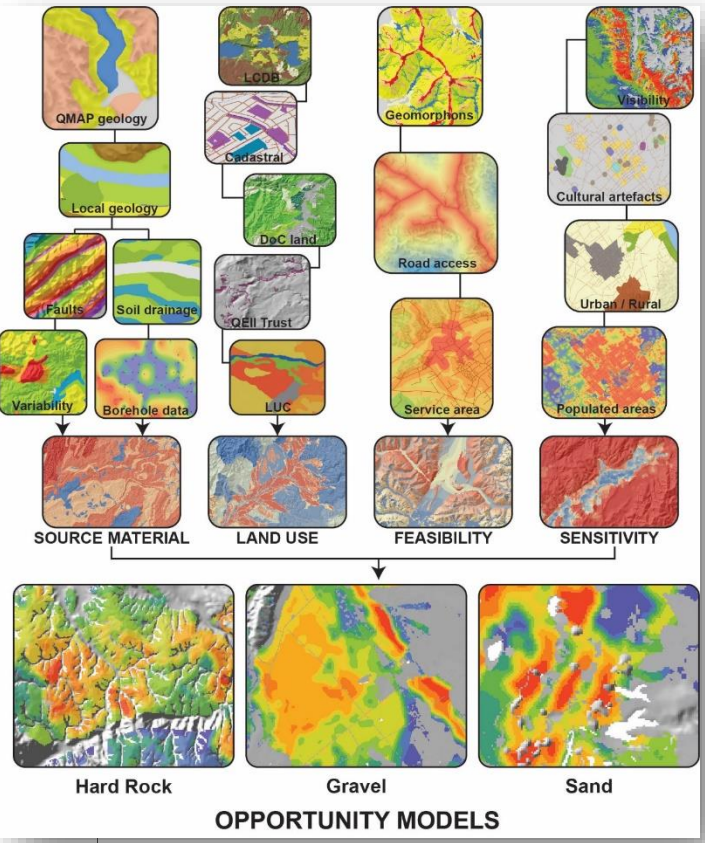 QMAP geology
Local geology
Faults
Soil drainage
Variability
Borehole data
SOURCE MATERIAL
LCDB
Cadastral
DoC land
QEII Trust
LUC
LAND USE
Geomorphons
Road access
Service area
FEASIBILITY
Visibility
Cultural artefacts
Urban / Rural
Populated areas
SENSITIVITY
Hard Rock
Gravel
Sand
OPPORTUNITY MODELS